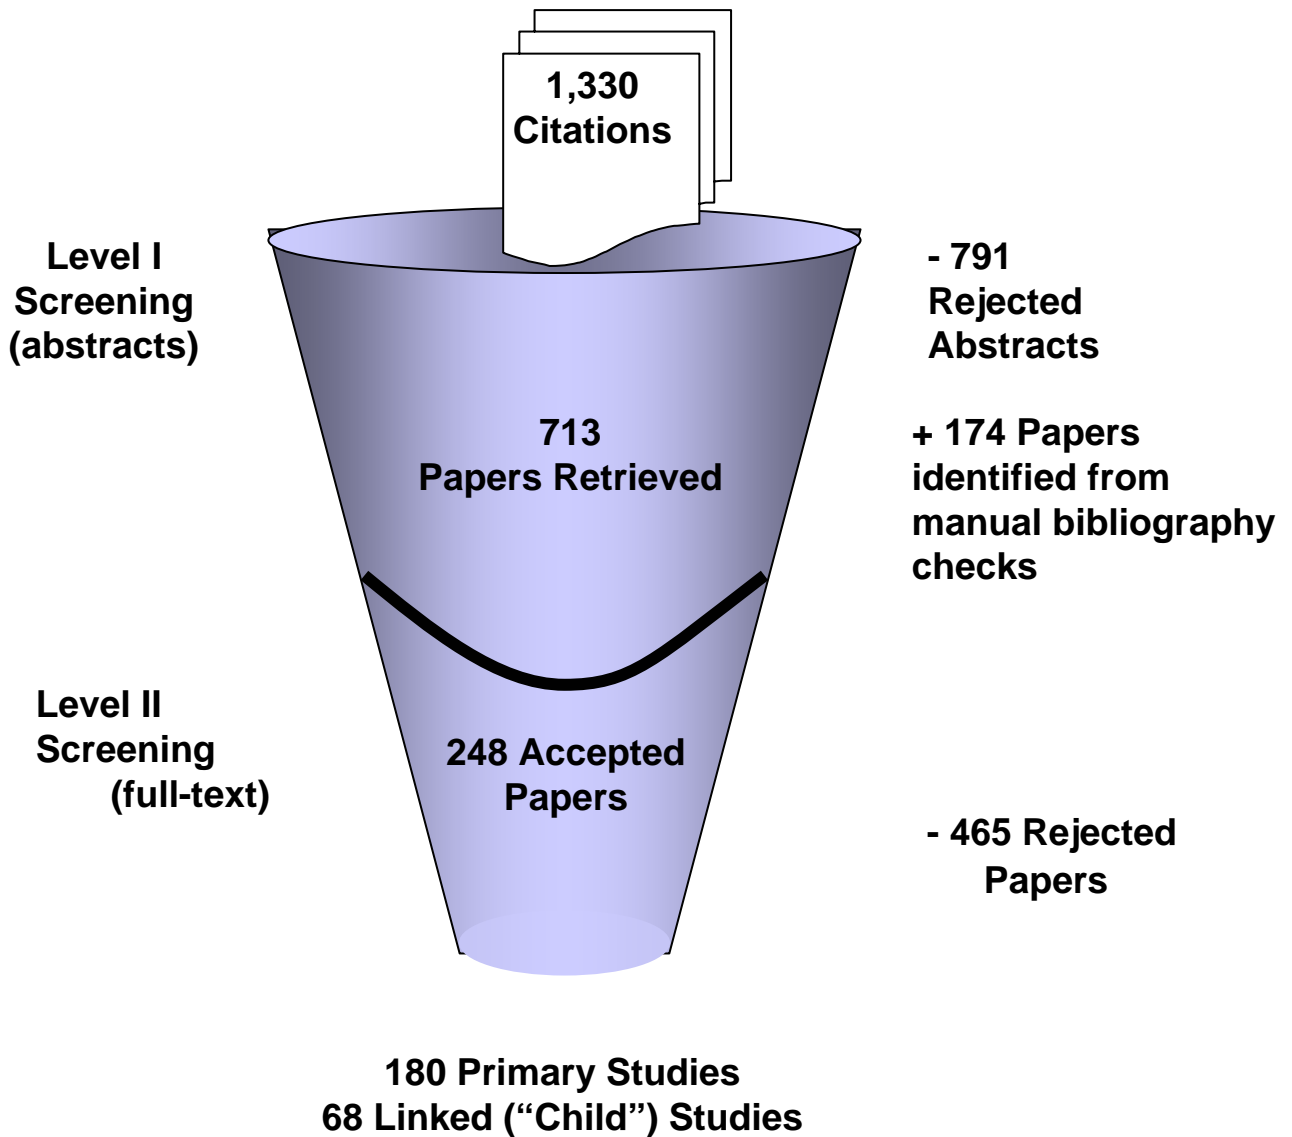 1,330
Citations
Level I
Screening
(abstracts)
- 791
Rejected
Abstracts
713
Papers Retrieved
+ 174 Papers
identified from
manual bibliography
checks
Level II
Screening
(full-text)
248 Accepted
Papers
- 465 Rejected
Papers
180 Primary Studies
68 Linked (“Child”) Studies